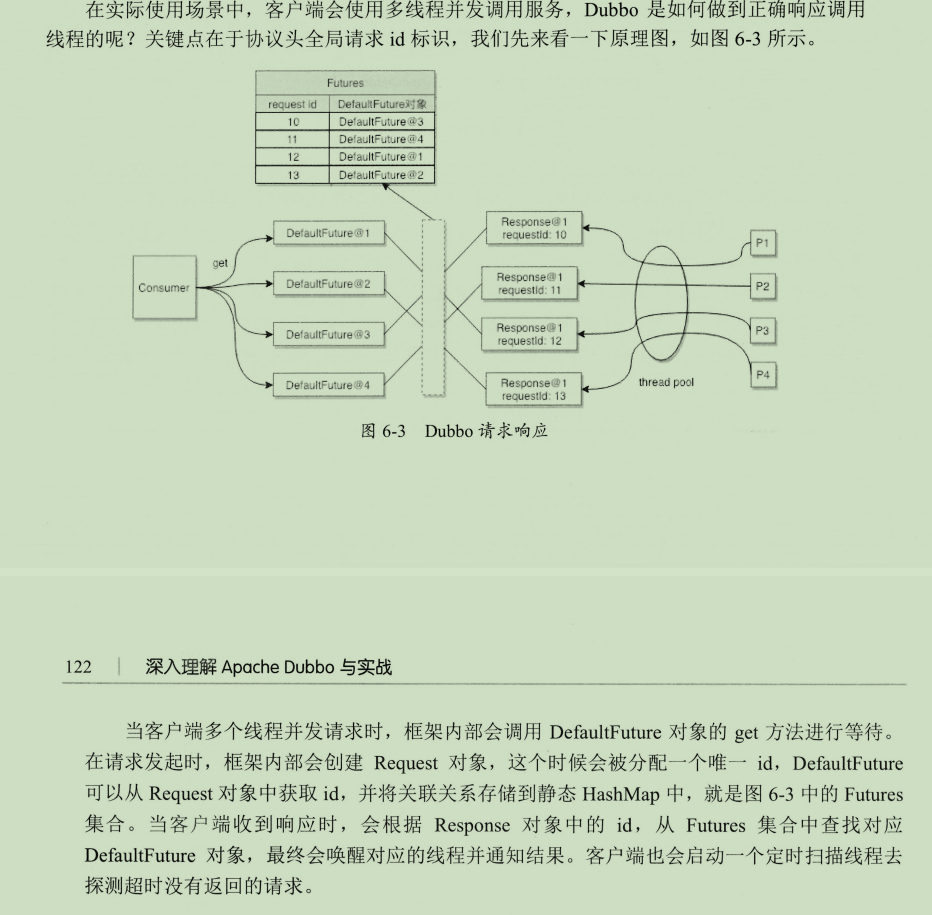 在实际使用场景中，客户端会使用多线程并发调用服务，Dubbo 是如何做到正确响应调用
线程的呢？关键点在于协议头全局请求 id 标识，我们先来看一下原理图，如图 6-3 所示。
Futures
request id DefaultFuture对象
10 DefaultFuture@3
11 DefaultFuture@4
12 DefaultFuture@1
13 DefaultFuture@2
Consumer
get
DefaultFuture@1
DefaultFuture@2
DefaultFuture@3
DefaultFuture@4
Response@1
requestId: 10
Response@1
requestId: 11
Response@1
requestId: 12
Response@1
requestId: 13
thread pool
P1
P2
P3
P4
图 6-3 Dubbo 请求响应
122 | 深入理解 Apache Dubbo 与实战
当客户端多个线程并发请求时，框架内部会调用 DefaultFuture 对象的 get 方法进行等待。
在请求发起时，框架内部会创建 Request 对象，这个时候会被分配一个唯一 id，DefaultFuture
可以从 Request 对象中获取 id，并将关联关系存储到静态 HashMap 中，就是图 6-3 中的 Futures
集合。当客户端收到响应时，会根据 Response 对象中的 id，从 Futures 集合中查找对应
DefaultFuture 对象，最终会唤醒对应的线程并通知结果。客户端也会启动一个定时扫描线程去
探测超时没有返回的请求。